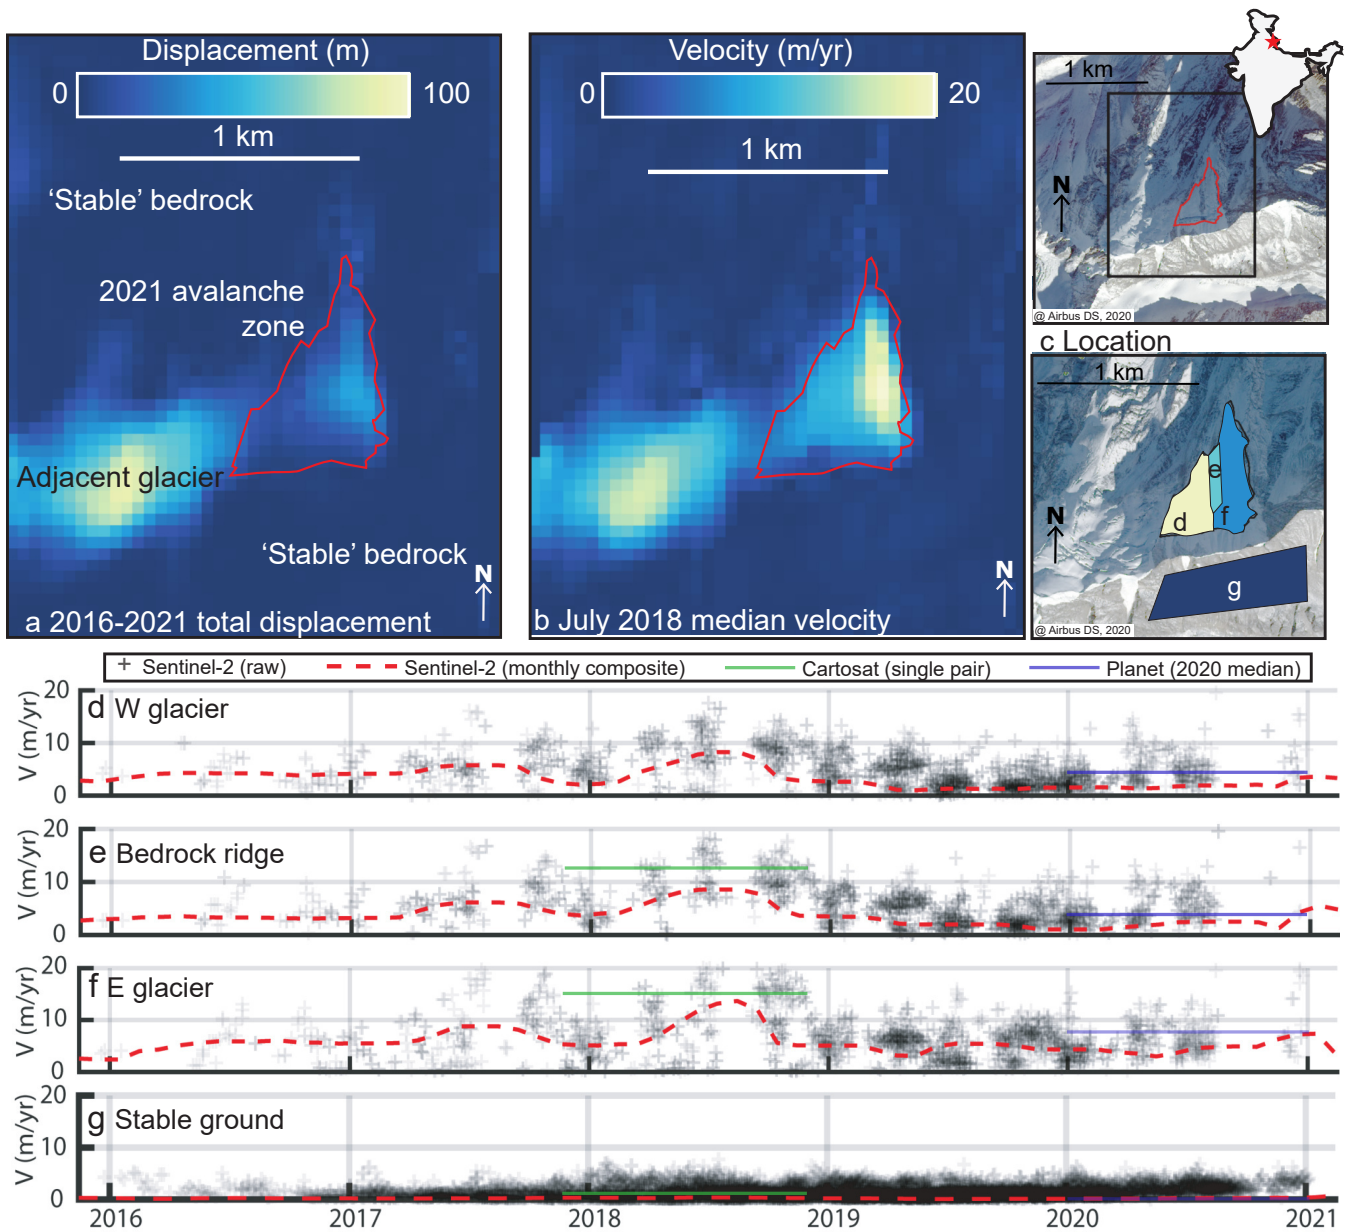 Displacement (m)
0
100
1 km
'Stable' bedrock
2021 avalanche
zone
Adjacent glacier
'Stable' bedrock
N
a 2016-2021 total displacement
Velocity (m/yr)
0
20
1 km
N
b July 2018 median velocity
1 km
N
@ Airbus DS, 2020
c Location
1 km
N
d
e
f
g
@ Airbus DS, 2020
+ Sentinel-2 (raw)
Sentinel-2 (monthly composite)
Cartosat (single pair)
Planet (2020 median)
V (m/yr)
20
10
0
d W glacier
V (m/yr)
20
10
0
e Bedrock ridge
V (m/yr)
20
10
0
f E glacier
V (m/yr)
20
10
0
g Stable ground
2016 2017 2018 2019 2020 2021